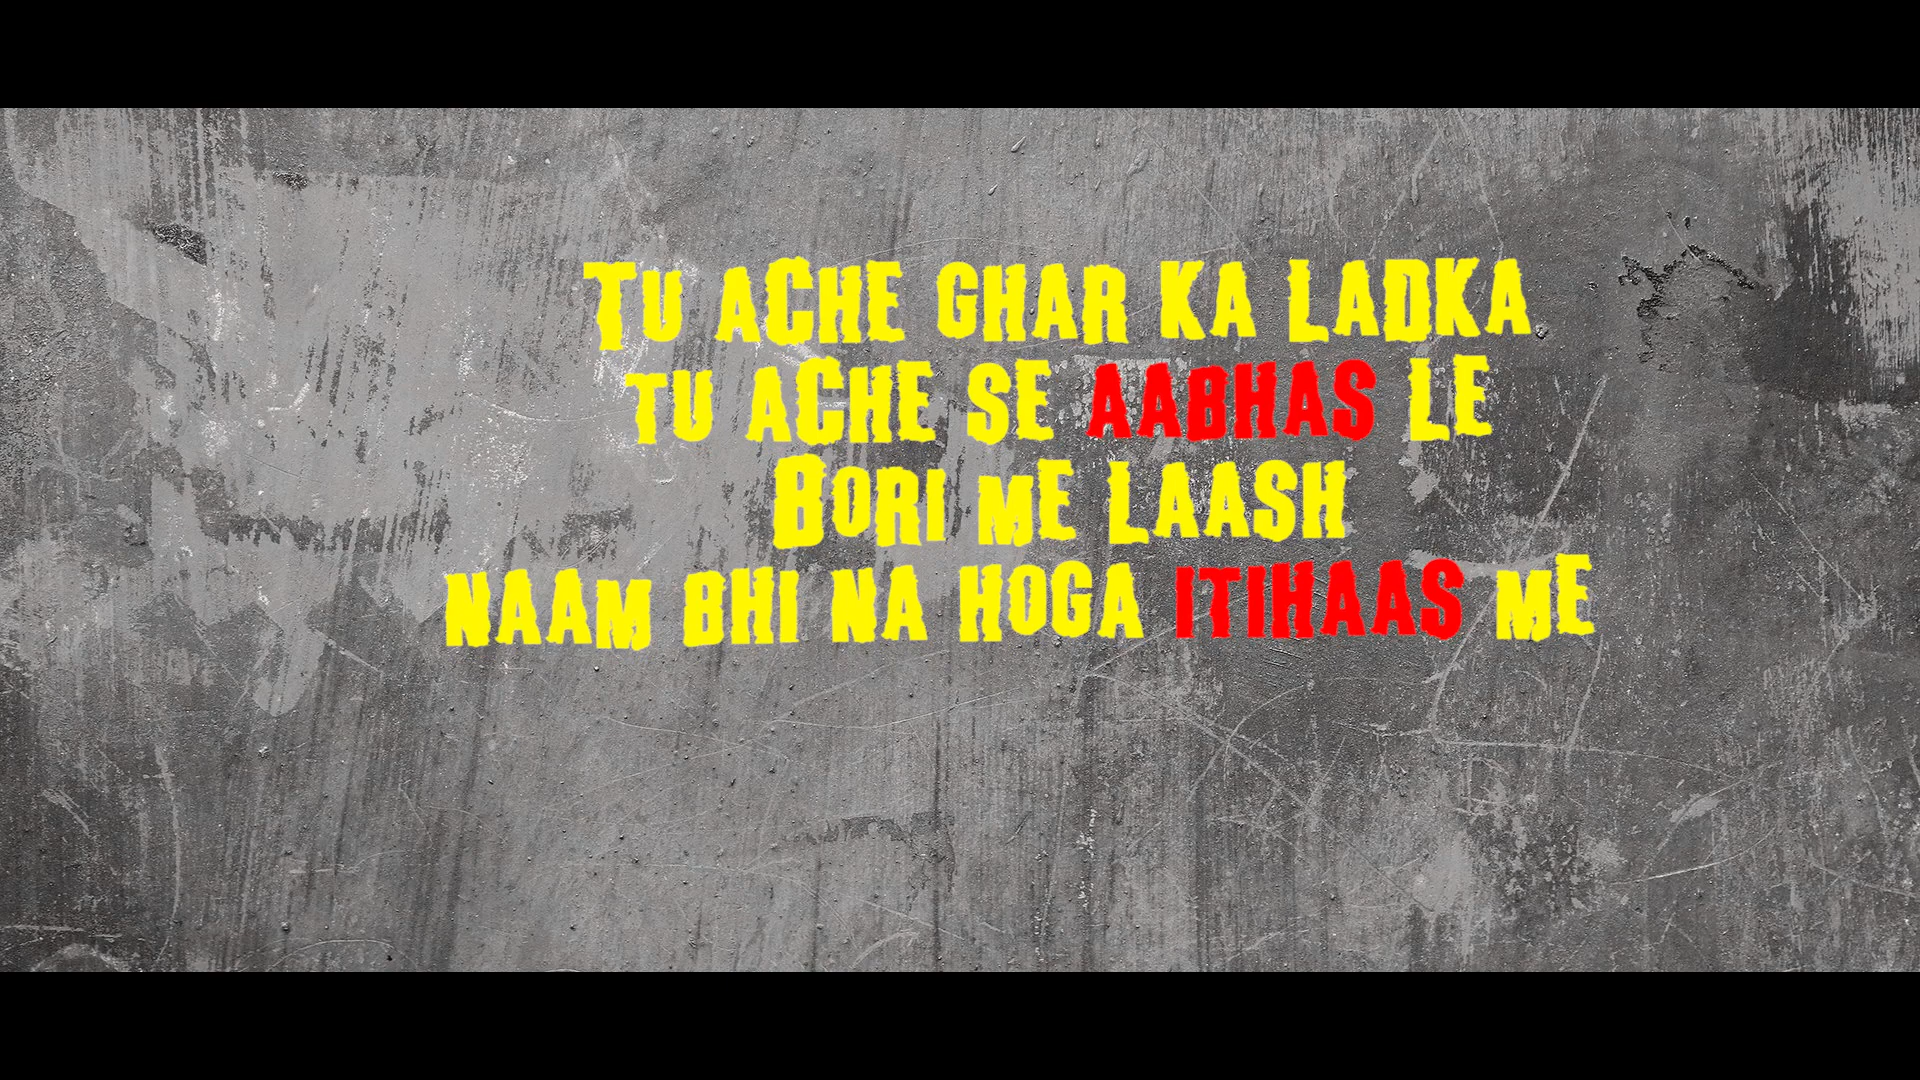 Tu ache ghar ka ladka
tu ache se aabhas le
Bori me Laash
naam bhi na hoga itihaas me